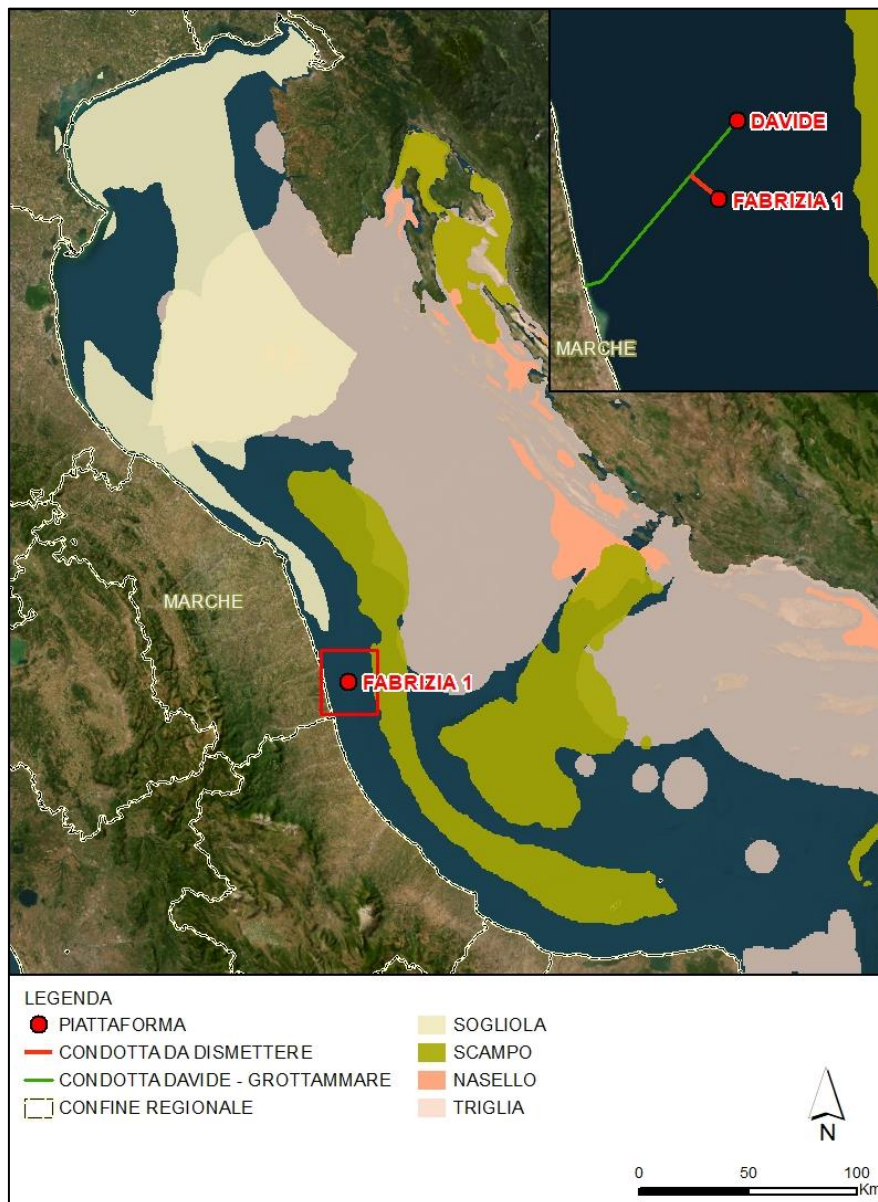 DAVIDE
FABRIZIA 1
MARCHE
MARCHE
FABRIZIA 1
LEGENDA
PIATTAFORMA
CONDOTTA DA DISMETTERE
CONDOTTA DAVIDE - GROTTAMMARE
CONFINE REGIONALE
SOGLIOLA
SCAMPO
NASELLO
TRIGLIA
N
0 50 100
Km